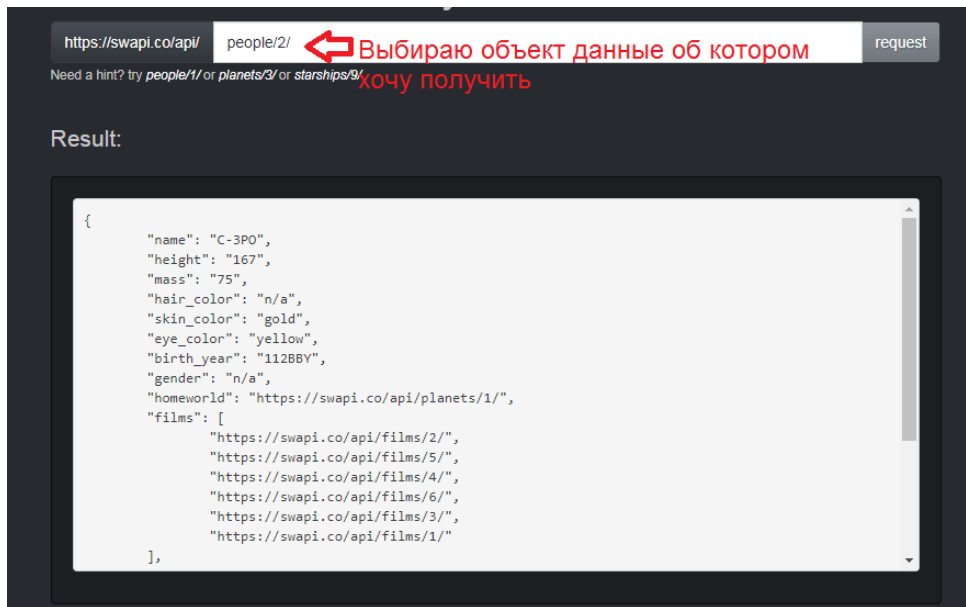 https://swapi.co/api/ people/2/ Выбираю объект данные об котором request
Need a hint? try people/1/ or planets/3/ or starships/9/ хочу получить
Result:
{
"name": "C-3PO",
"height": "167",
"mass": "75",
"hair_color": "n/a",
"skin_color": "gold",
"eye_color": "yellow",
"birth_year": "112BBY",
"gender": "n/a",
"homeworld": "https://swapi.co/api/planets/1/",
"films": [
"https://swapi.co/api/films/2/",
"https://swapi.co/api/films/5/",
"https://swapi.co/api/films/4/",
"https://swapi.co/api/films/6/",
"https://swapi.co/api/films/3/",
"https://swapi.co/api/films/1/"
],